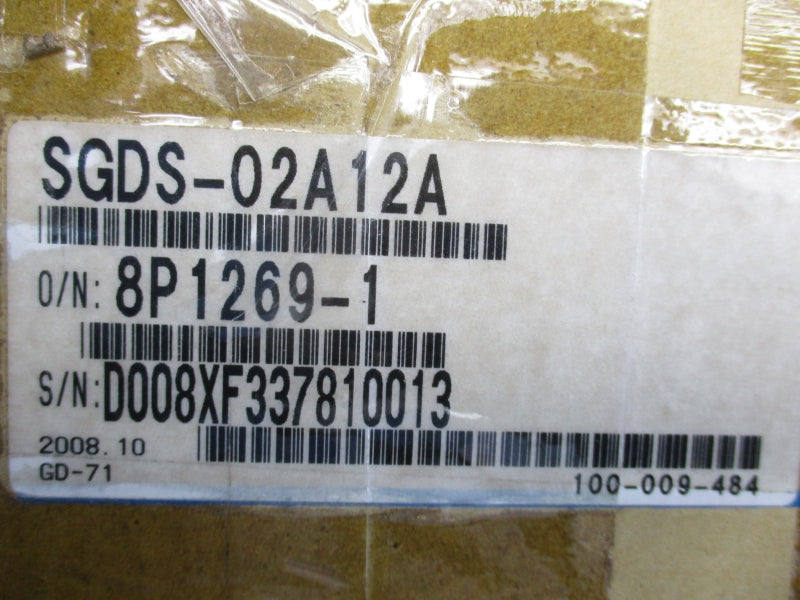 SGDS-02A12A
O/N: 8P1269-1
S/N: D008XF337810013
2008.10
GD-71
100-009-484